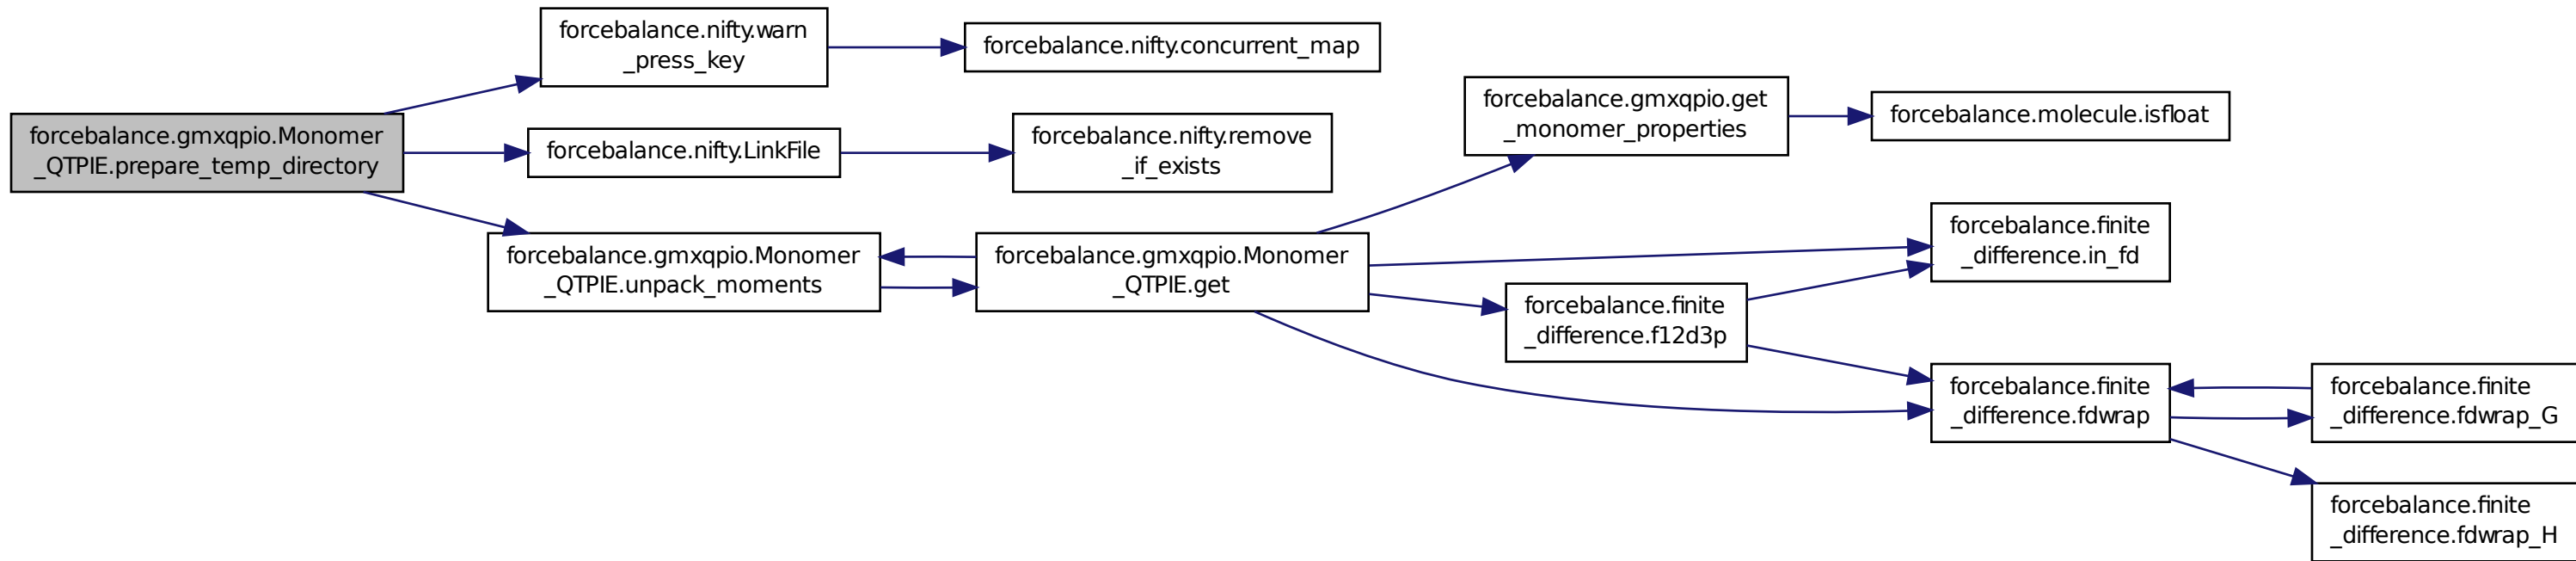 forcebalance.gmxqpio.Monomer
_QTPIE.prepare_temp_directory
forcebalance.nifty.warn
_press_key
forcebalance.nifty.concurrent_map
forcebalance.nifty.LinkFile
forcebalance.nifty.remove
_if_exists
forcebalance.gmxqpio.Monomer
_QTPIE.unpack_moments
forcebalance.gmxqpio.Monomer
_QTPIE.get
forcebalance.gmxqpio.get
_monomer_properties
forcebalance.molecule.isfloat
forcebalance.finite
_difference.in_fd
forcebalance.finite
_difference.f12d3p
forcebalance.finite
_difference.fdwrap
forcebalance.finite
_difference.fdwrap_G
forcebalance.finite
_difference.fdwrap_H